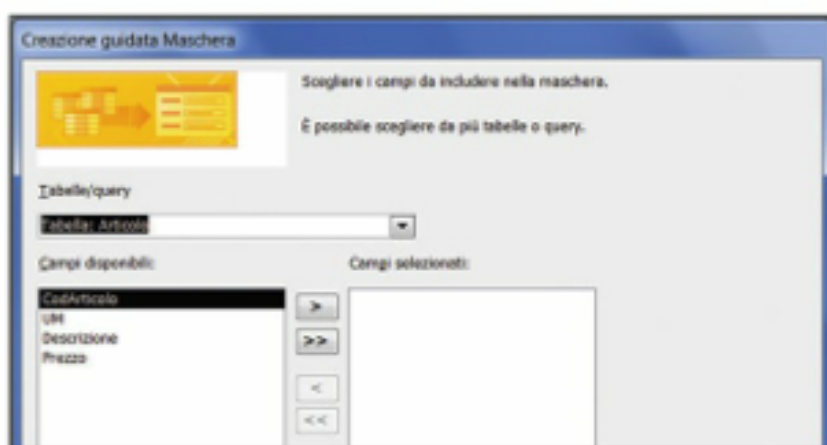 Creazione guidata Maschera
Scegliere i campi da includere nella maschera.
È possibile scegliere da più tabelle o query.
Tabelle/query
Tabella: Articolo
Campi disponibili:
Campi selezionati:
CodArticolo
UM
Descrizione
Prezzo
>
>>
<
<<